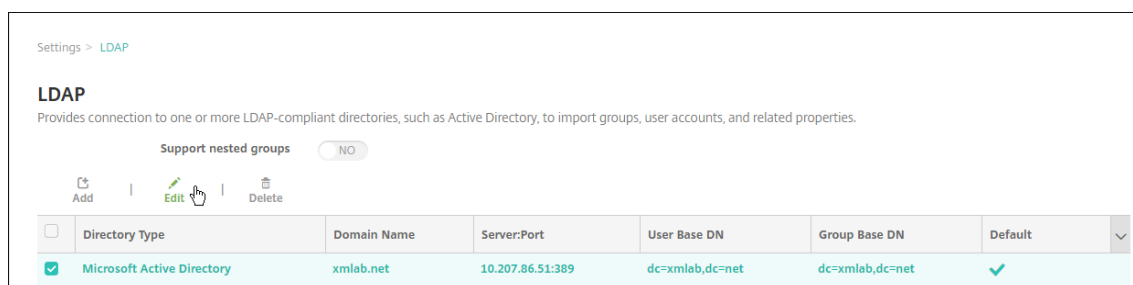 Settings > LDAP
LDAP
Provides connection to one or more LDAP-compliant directories, such as Active Directory, to import groups, user accounts, and related properties.
Support nested groups NO
Add | Edit | Delete
Directory Type Domain Name Server:Port User Base DN Group Base DN Default
Microsoft Active Directory xmlab.net 10.207.86.51:389 dc=xmlab,dc=net dc=xmlab,dc=net